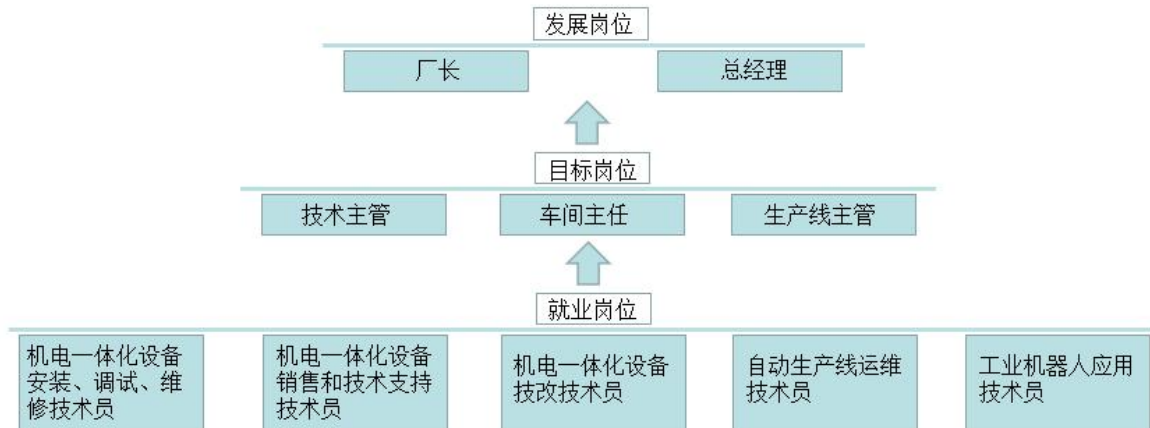 发展岗位
厂长
总经理
目标岗位
技术主管
车间主任
生产线主管
就业岗位
机电一体化设备
安装、调试、维
修技术员
机电一体化设备
销售和技术支持
技术员
机电一体化设备
技改技术员
自动生产线运维
技术员
工业机器人应用
技术员